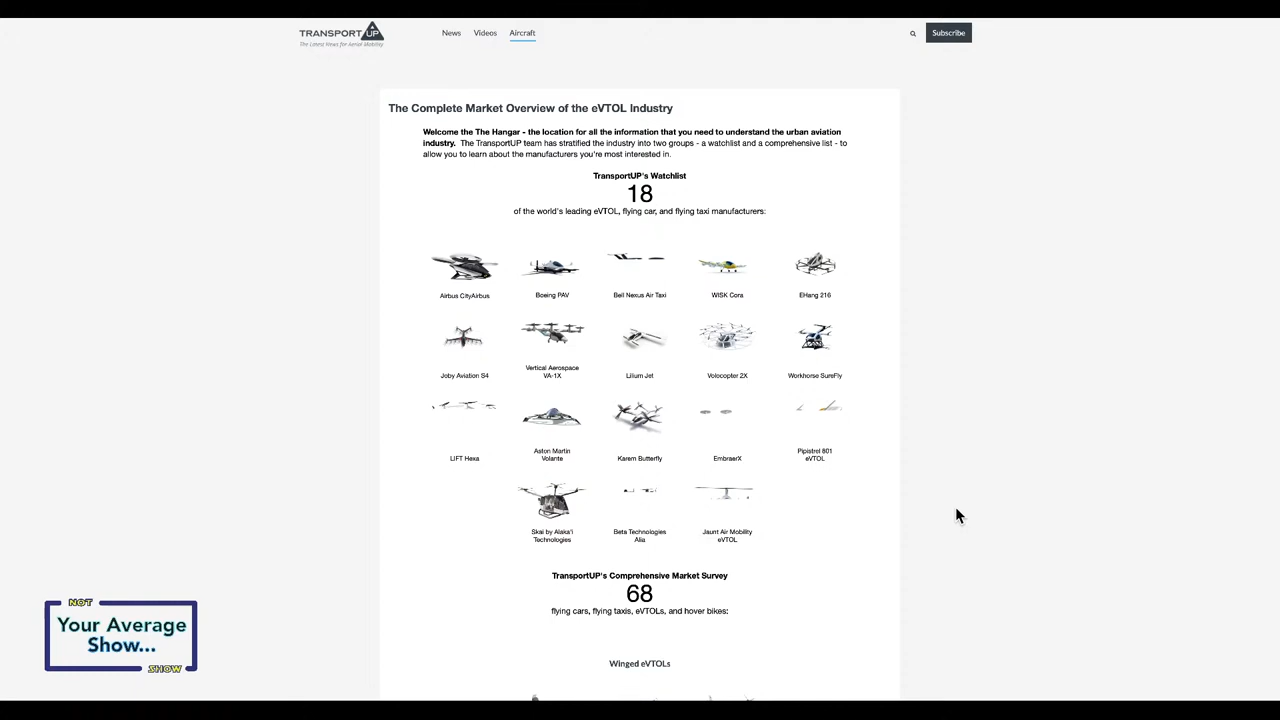 TRANSPORT UP
The Latest News for Aerial Mobility
News Videos Aircraft
Subscribe
The Complete Market Overview of the eVTOL Industry
Welcome the The Hangar - the location for all the information that you need to understand the urban aviation
industry. The TransportUP team has stratified the industry into two groups - a watchlist and a comprehensive list - to
allow you to learn about the manufacturers you're most interested in.
TransportUP's Watchlist
18
of the world's leading eVTOL, flying car, and flying taxi manufacturers:
Airbus CityAirbus
Boeing PAV
Bell Nexus Air Taxi
WISK Cora
EHang 216
Joby Aviation S4
Vertical Aerospace
VA-1X
Lilium Jet
Volocopter 2X
Workhorse SureFly
LIFT Hexa
Aston Martin
Volante
Karem Butterfly
EmbraerX
Pipistrel 801
eVTOL
Skai by Alaka'i
Technologies
Beta Technologies
Alia
Jaunt Air Mobility
eVTOL
TransportUP's Comprehensive Market Survey
68
flying cars, flying taxis, eVTOLs, and hover bikes:
Winged eVTOLs
NOT
Your Average
Show...
SHOW